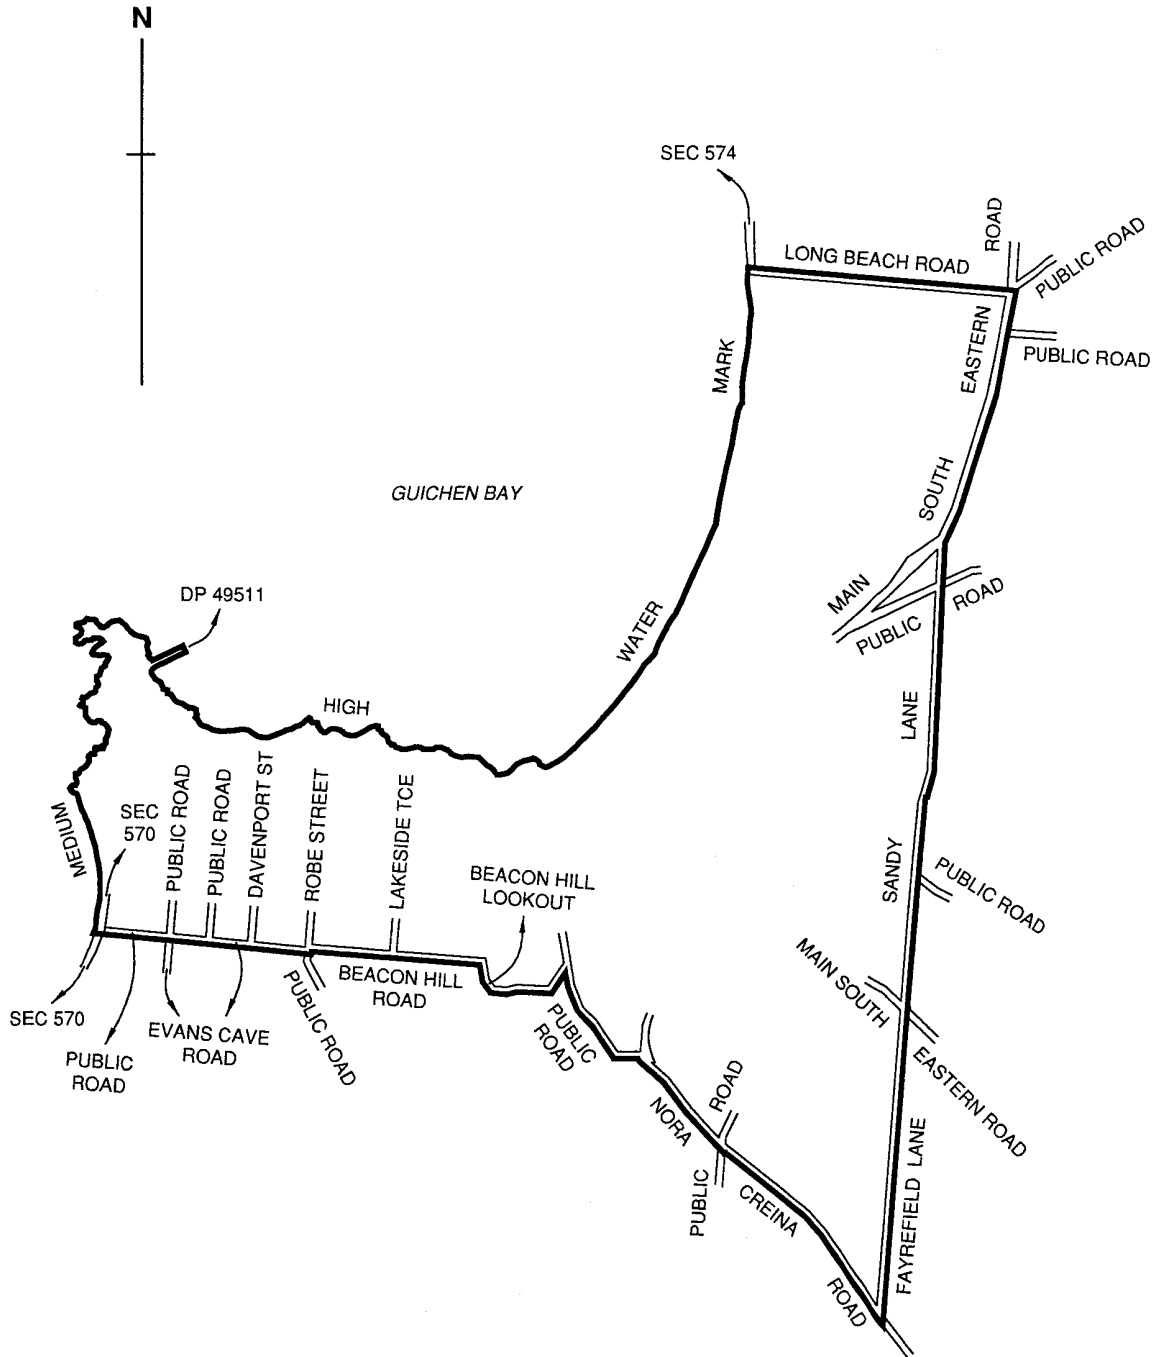 N
SEC 574
LONG BEACH ROAD
ROAD
PUBLIC ROAD
PUBLIC ROAD
EASTERN
SOUTH
MAIN
PUBLIC
ROAD
MARK
WATER
HIGH
MEDIUM
GUICHEN BAY
DP 49511
LANE
SANDY
PUBLIC ROAD
MAIN SOUTH
EASTERN ROAD
FAYREFIELD LANE
SEC
570
PUBLIC ROAD
PUBLIC ROAD
DAVENPORT ST
ROBE STREET
LAKESIDE TCE
BEACON HILL
LOOKOUT
BEACON HILL
ROAD
SEC 570
PUBLIC
ROAD
EVANS CAVE
ROAD
PUBLIC ROAD
PUBLIC
ROAD
NORA
CREINA
ROAD
PUBLIC
ROAD